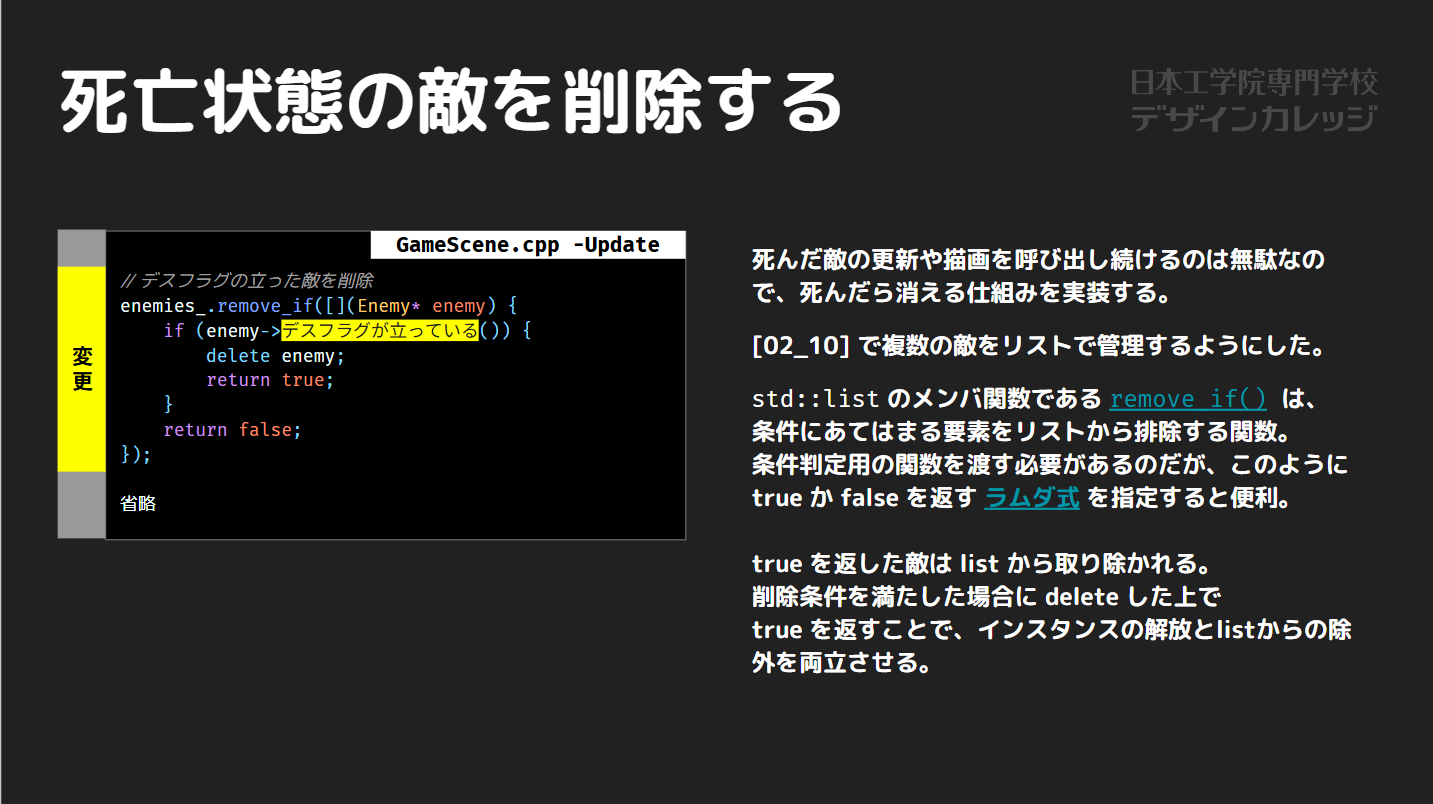 死亡状態の敵を削除する
日本工学院専門学校
デザインカレッジ
GameScene.cpp -Update
変
更
// デスフラグの立った敵を削除
enemies_.remove_if([](Enemy* enemy) {
    if (enemy->デスフラグが立っている()) {
        delete enemy;
        return true;
    }
    return false;
});
省略
死んだ敵の更新や描画を呼び出し続けるのは無駄なの
で、死んだら消える仕組みを実装する。
[02_10] で複数の敵をリストで管理するようにした。
std::list のメンバ関数である remove_if() は、
条件にあてはまる要素をリストから排除する関数。
条件判定用の関数を渡す必要があるのだが、このように
true か false を返す ラムダ式 を指定すると便利。
true を返した敵は list から取り除かれる。
削除条件を満たした場合に delete した上で
true を返すことで、インスタンスの解放とlistからの除
外を両立させる。